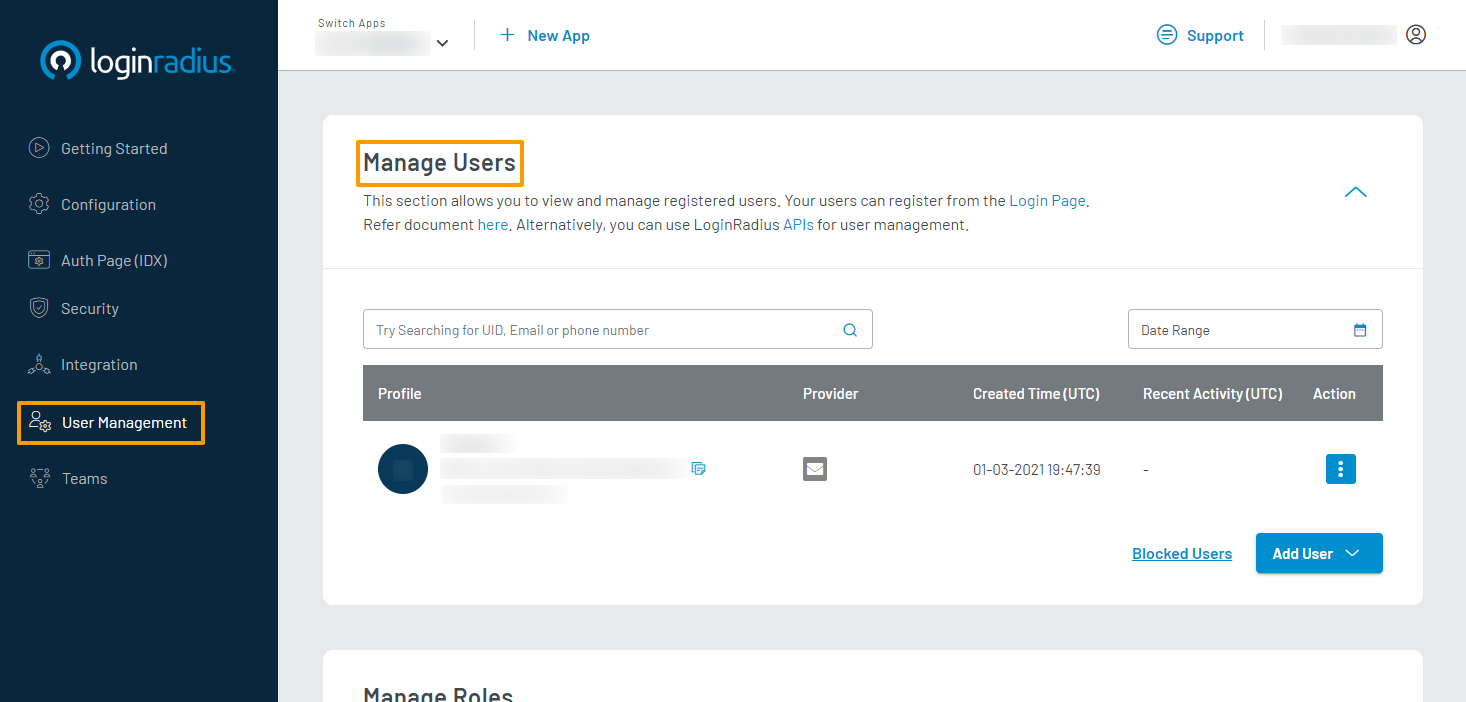 loginradius
Getting Started
Configuration
Auth Page (IDX)
Security
Integration
User Management
Teams
Switch Apps
+ New App
Support
Manage Users
This section allows you to view and manage registered users. Your users can register from the Login Page.
Refer document here. Alternatively, you can use LoginRadius APIs for user management.
Try Searching for UID, Email or phone number
Date Range
Profile Provider Created Time (UTC) Recent Activity (UTC) Action
01-03-2021 19:47:39 -
Blocked Users
Add User
Manage Roles